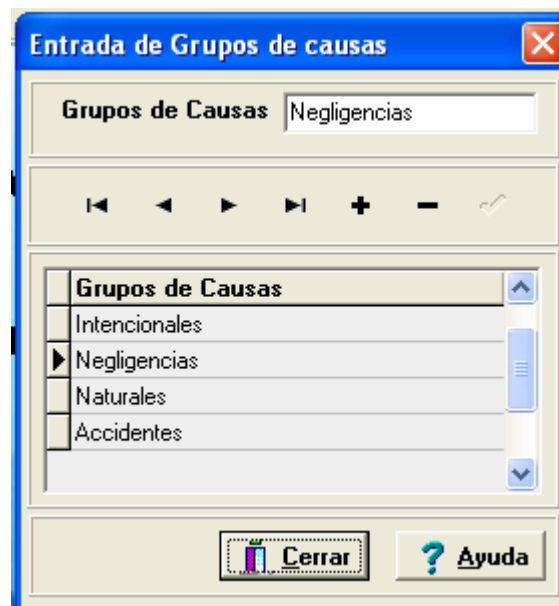 Entrada de Grupos de causas
Grupos de Causas Negligencias
Grupos de Causas
Intencionales
Negligencias
Naturales
Accidentes
Cerrar ? Ayuda